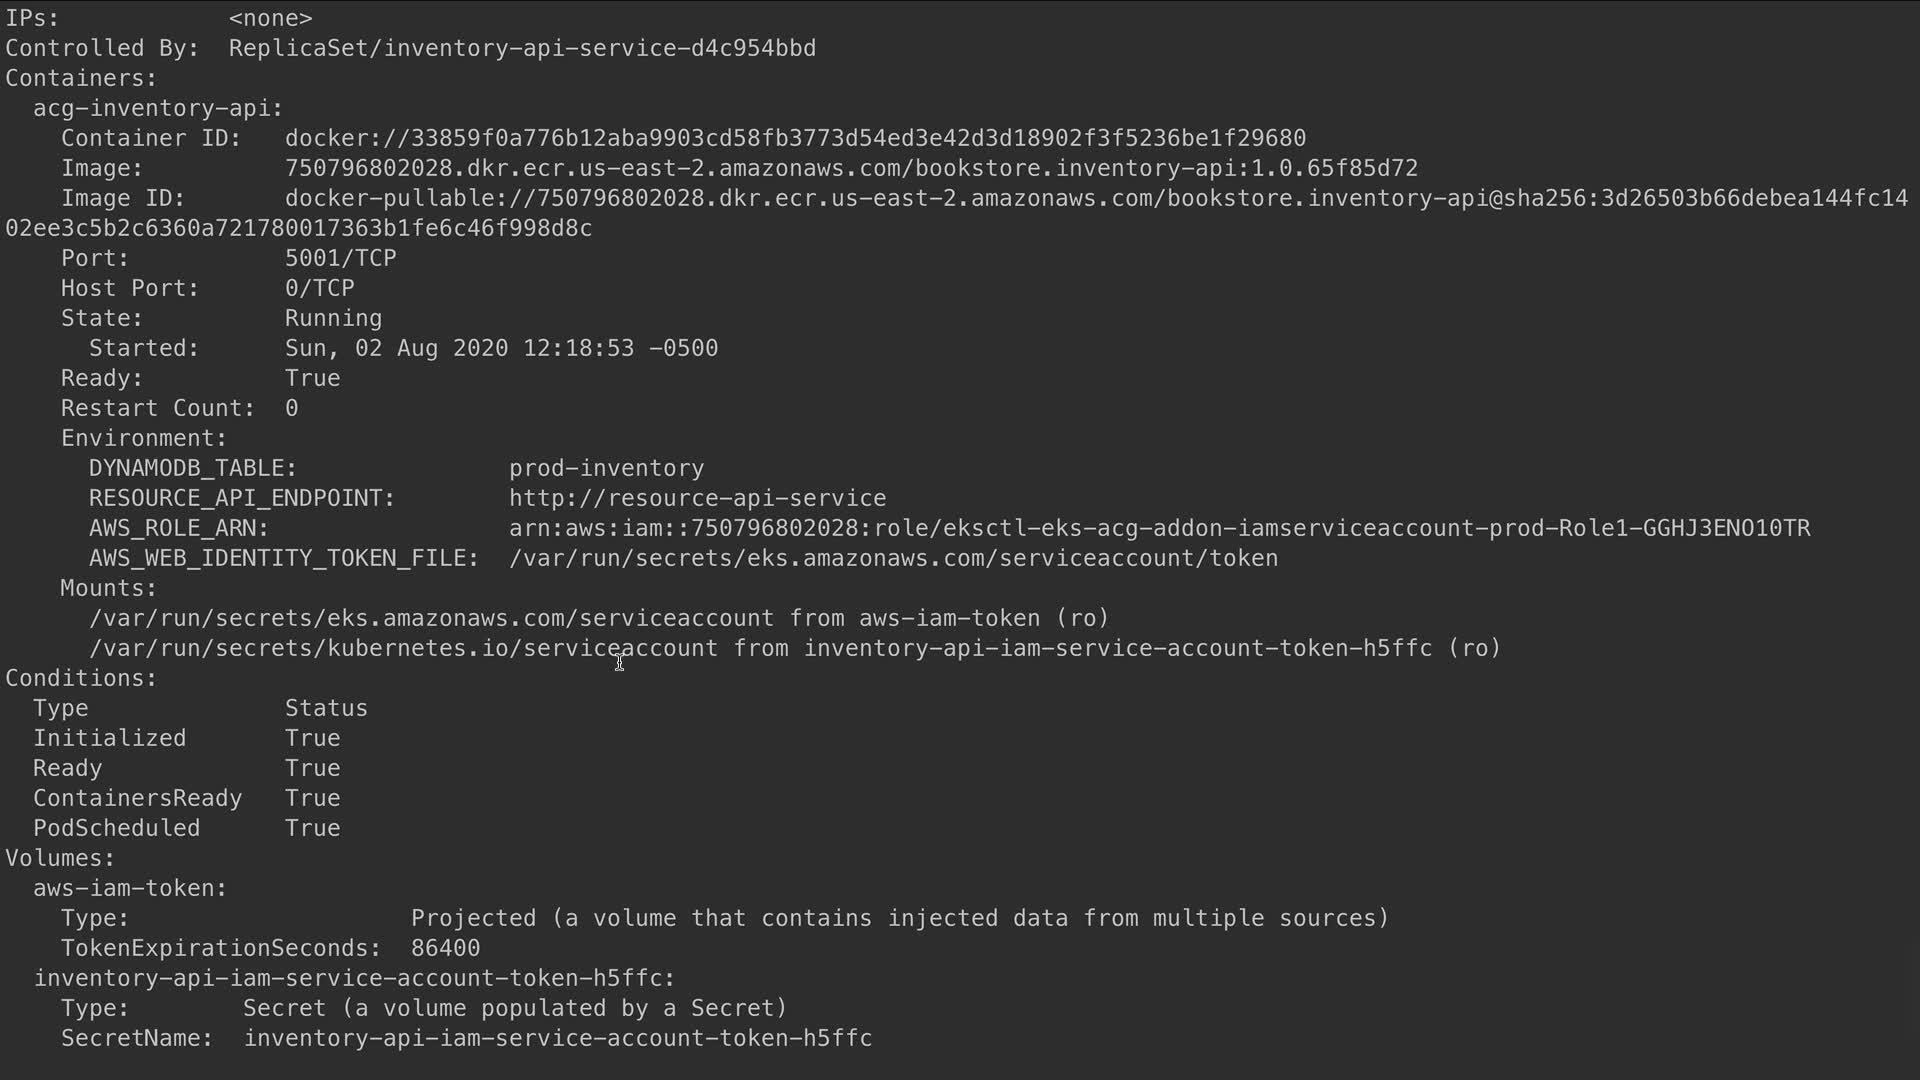 IPs:            <none>
Controlled By:  ReplicaSet/inventory-api-service-d4c954bbd
Containers:
  acg-inventory-api:
    Container ID:   docker://33859f0a776b12aba9903cd58fb3773d54ed3e42d3d18902f3f5236be1f29680
    Image:          750796802028.dkr.ecr.us-east-2.amazonaws.com/bookstore.inventory-api:1.0.65f85d72
    Image ID:       docker-pullable://750796802028.dkr.ecr.us-east-2.amazonaws.com/bookstore.inventory-api@sha256:3d26503b66debea144fc14
02ee3c5b2c6360a721780017363b1fe6c46f998d8c
    Port:           5001/TCP
    Host Port:      0/TCP
    State:          Running
      Started:      Sun, 02 Aug 2020 12:18:53 -0500
    Ready:          True
    Restart Count:  0
    Environment:
      DYNAMODB_TABLE:               prod-inventory
      RESOURCE_API_ENDPOINT:        http://resource-api-service
      AWS_ROLE_ARN:                 arn:aws:iam::750796802028:role/eksctl-eks-acg-addon-iamserviceaccount-prod-Role1-GGHJ3ENO10TR
      AWS_WEB_IDENTITY_TOKEN_FILE:  /var/run/secrets/eks.amazonaws.com/serviceaccount/token
    Mounts:
      /var/run/secrets/eks.amazonaws.com/serviceaccount from aws-iam-token (ro)
      /var/run/secrets/kubernetes.io/serviceaccount from inventory-api-iam-service-account-token-h5ffc (ro)
Conditions:
  Type              Status
  Initialized       True
  Ready             True
  ContainersReady   True
  PodScheduled      True
Volumes:
  aws-iam-token:
    Type:                    Projected (a volume that contains injected data from multiple sources)
    TokenExpirationSeconds:  86400
  inventory-api-iam-service-account-token-h5ffc:
    Type:        Secret (a volume populated by a Secret)
    SecretName:  inventory-api-iam-service-account-token-h5ffc